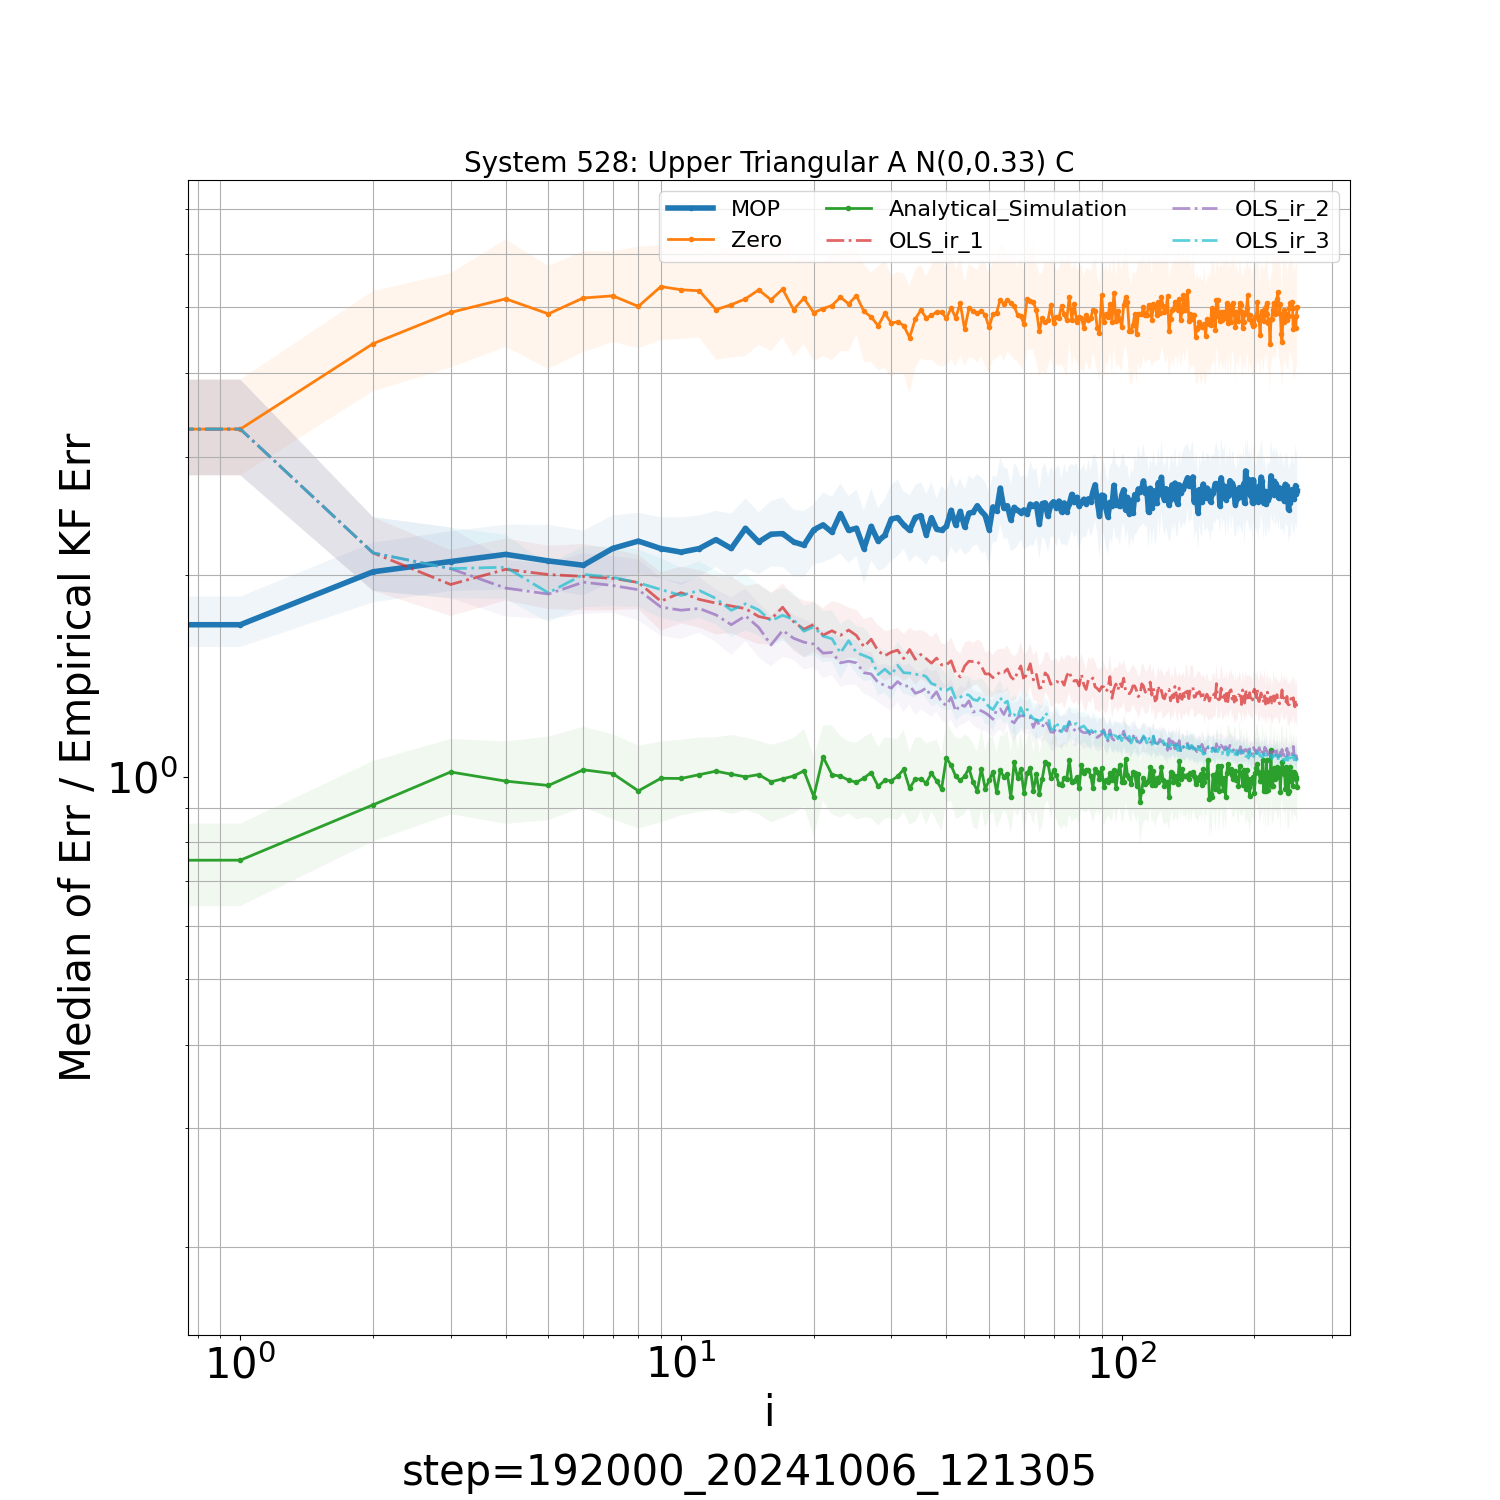 System 528: Upper Triangular A N(0,0.33) C
MOP
Zero
Analytical_Simulation
OLS_ir_1
OLS_ir_2
OLS_ir_3
Median of Err / Empirical KF Err
10⁰
10⁰ 10¹ 10²
i
step=192000_20241006_121305